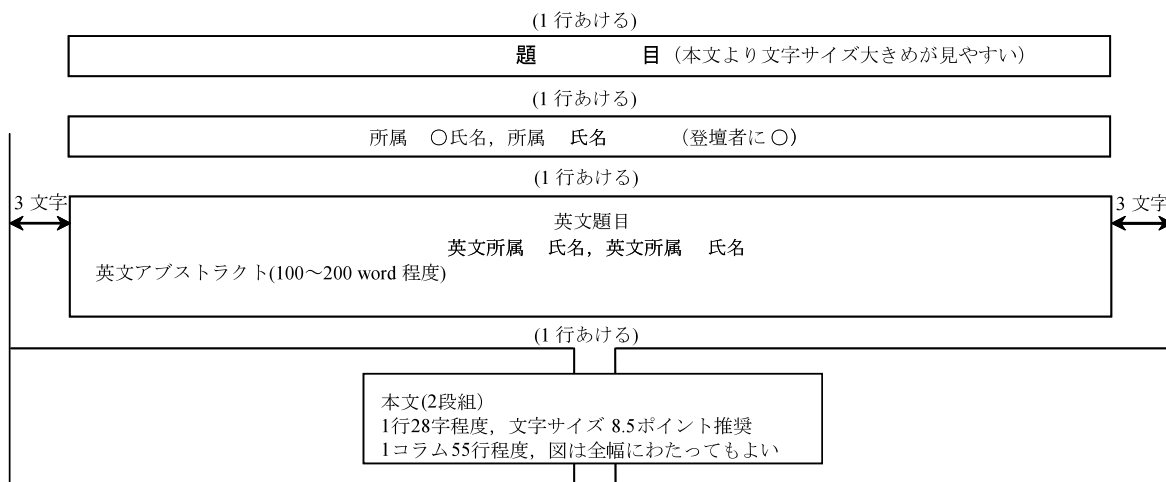 (1 行あける)
題　　　目（本文より文字サイズ大きめが見やすい）
(1 行あける)
所属　○氏名，所属　氏名　　　（登壇者に ○）
(1 行あける)
3 文字
3 文字
英文題目
英文所属　氏名，英文所属　氏名
英文アブストラクト(100〜200 word 程度)
(1 行あける)
本文(2段組）
1行28字程度，文字サイズ 8.5ポイント推奨
1コラム55行程度，図は全幅にわたってもよい